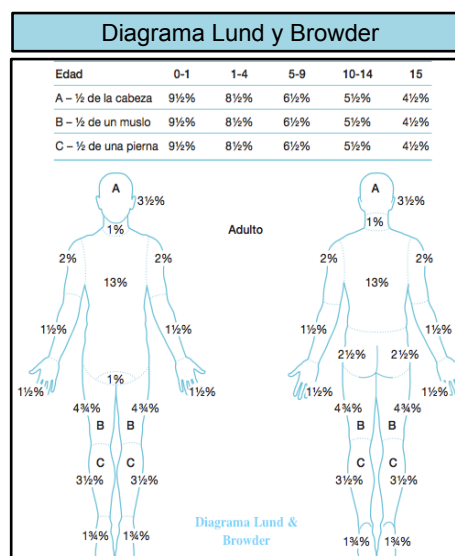 Diagrama Lund y Browder
Edad 0-1 1-4 5-9 10-14 15
A – ½ de la cabeza 9½% 8½% 6½% 5½% 4½%
B – ½ de un muslo 9½% 8½% 6½% 5½% 4½%
C – ½ de una pierna 9½% 8½% 6½% 5½% 4½%
A A
3½% 3½%
1% Adulto 1%
2% 2% 2% 2%
13% 13%
1½% 1½% 1½% 1½%
2½% 2½%
1%
1½% 1½% 1½% 1½%
4¾% 4¾% 4¾% 4¾%
B B B B
C C C C
3½% 3½% 3½% 3½%
Diagrama Lund &
Browder
1¾% 1¾% 1¾% 1¾%